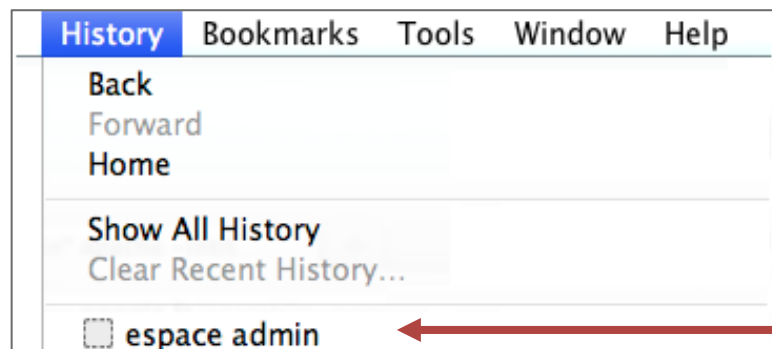 History Bookmarks Tools Window Help
Back
Forward
Home
Show All History
Clear Recent History...
espace admin